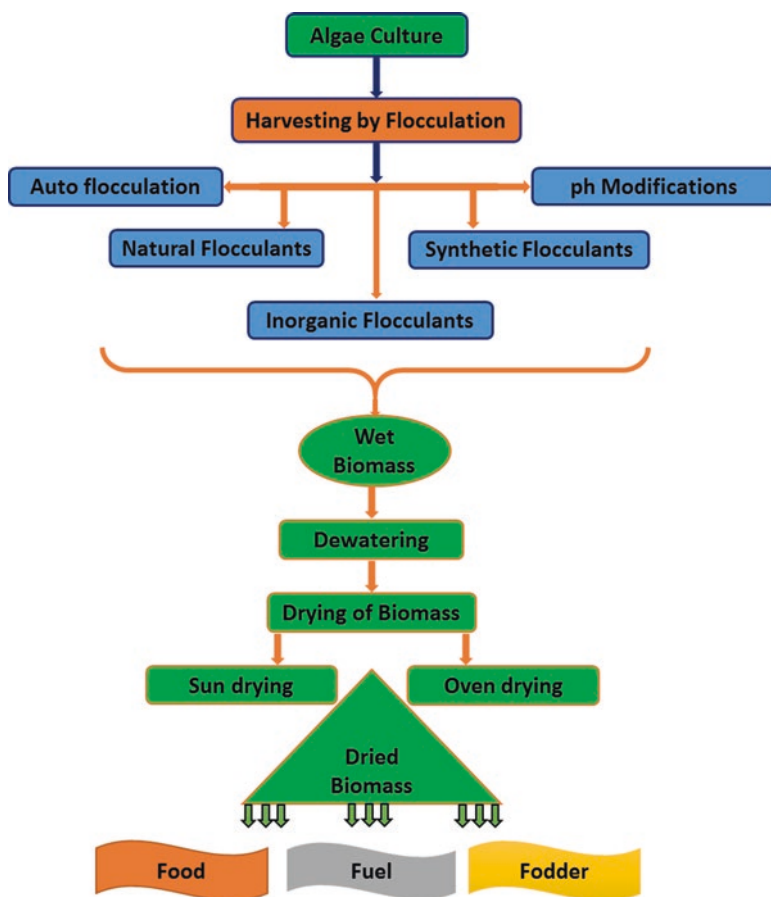 Algae Culture
Harvesting by Flocculation
Auto flocculation
ph Modifications
Natural Flocculants
Synthetic Flocculants
Inorganic Flocculants
Wet
Biomass
Dewatering
Drying of Biomass
Sun drying
Oven drying
Dried
Biomass
Food
Fuel
Fodder